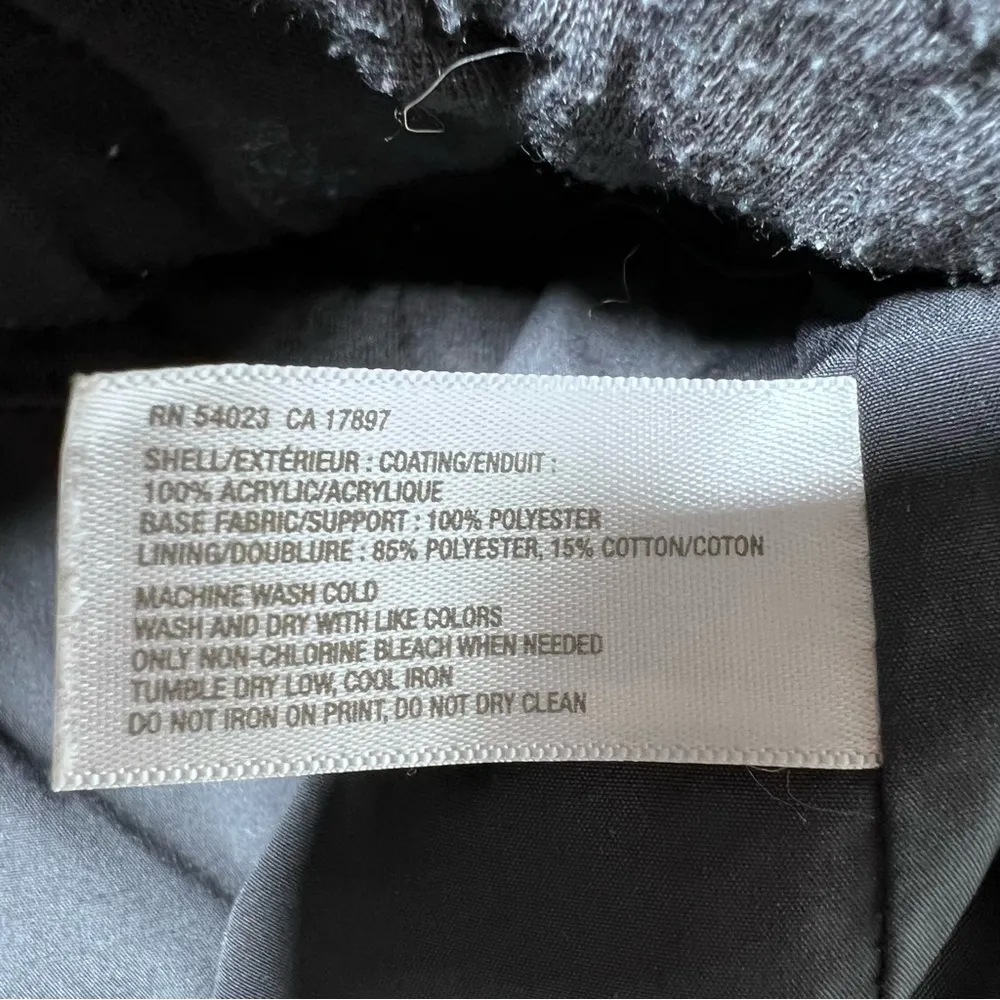 RN 54023 CA 17897
SHELL/EXTÉRIEUR : COATING/ENDUIT :
100% ACRYLIC/ACRYLIQUE
BASE FABRIC/SUPPORT : 100% POLYESTER
LINING/DOUBLURE : 85% POLYESTER, 15% COTTON/COTON
MACHINE WASH COLD
WASH AND DRY WITH LIKE COLORS
ONLY NON-CHLORINE BLEACH WHEN NEEDED
TUMBLE DRY LOW, COOL IRON
DO NOT IRON ON PRINT, DO NOT DRY CLEAN